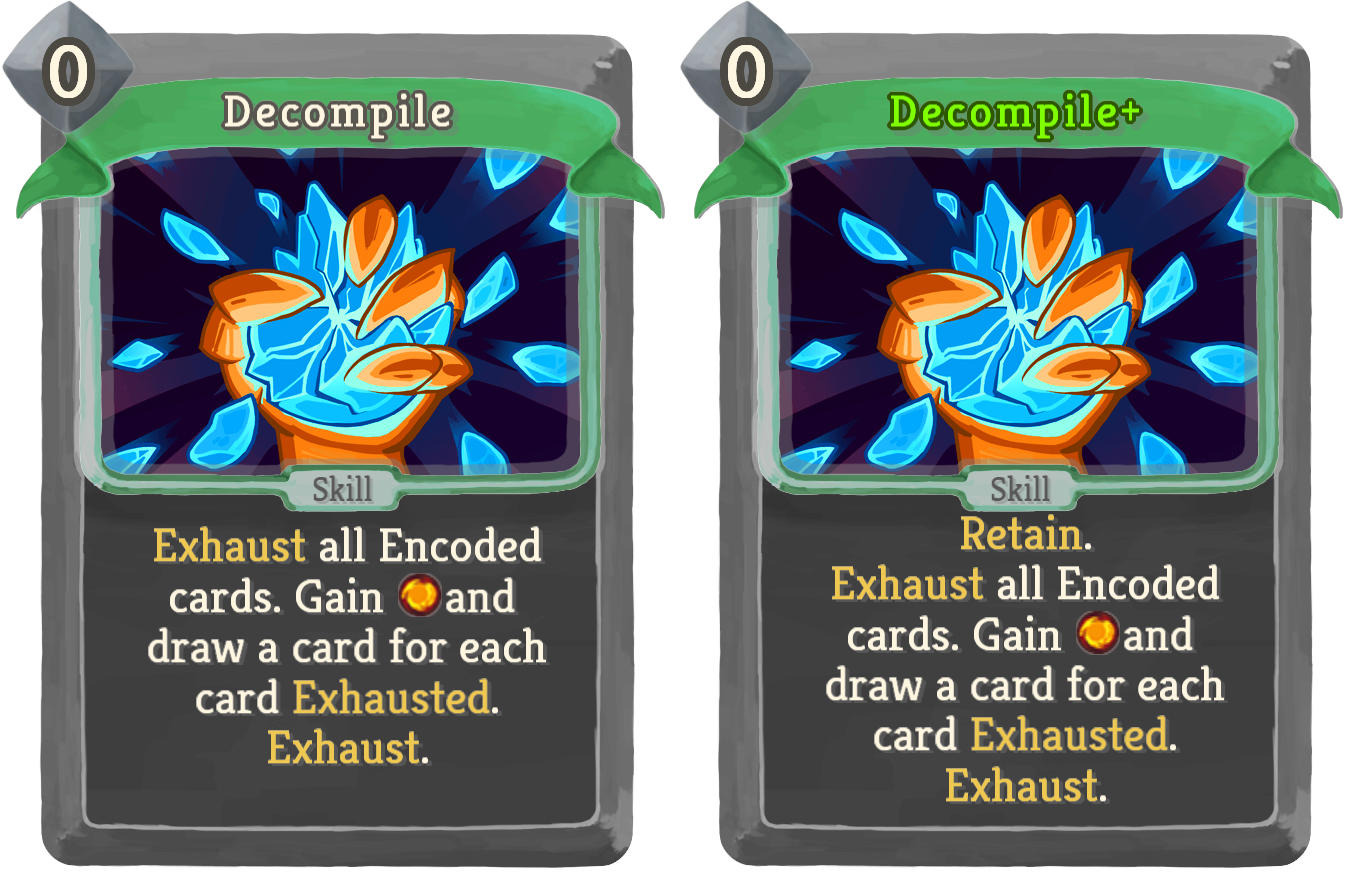 0
Decompile
Skill
Exhaust all Encoded
cards. Gain and
draw a card for each
card Exhausted.
Exhaust.
0
Decompile+
Skill
Retain.
Exhaust all Encoded
cards. Gain and
draw a card for each
card Exhausted.
Exhaust.